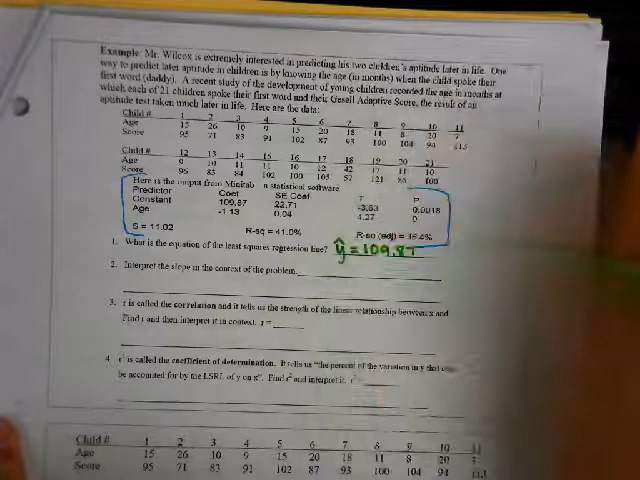 Example: Mr. Wilcox is extremely interested in predicting his two children's aptitude later in life. One
way to predict later aptitude in children is by knowing the age (in months) when the child spoke their
first word (daddy). A recent study of the development of young children recorded the age in months at
which each of 21 children spoke their first word and their Gesell Adaptive Score, the result of an
aptitude test taken much later in life. Here are the data:
Child # 1 2 3 4 5 6 7 8 9 10 11
Age 15 26 10 9 15 20 18 11 8 20 7
Score 95 71 83 91 102 87 93 100 104 94 113
Child # 12 13 14 15 16 17 18 19 20 21
Age 9 10 11 11 10 12 42 17 11 10
Score 96 83 84 102 100 105 57 121 86 100
Here is the output from Minitab statistical software
Predictor Coef SE Coef T P
Constant 109.87 22.71 -3.63 0.0018
Age -1.13 0.04 4.27 0
S = 11.02 R-sq = 41.0% R-sq (adj) = 36.4%
1. What is the equation of the least squares regression line? ŷ = 109.87
2. Interpret the slope in the context of the problem.
3. r is called the correlation and it tells us the strength of the linear relationship between x and
Find r and then interpret it in context. r =
4. r² is called the coefficient of determination. It tells us "the percent of the variation in y that
be accounted for by the LSRL of y on x". Find r² and interpret it. r²
Child # 1 2 3 4 5 6 7 8 9 10 11
Age 15 26 10 9 15 20 18 11 8 20 7
Score 95 71 83 91 102 87 93 100 104 94